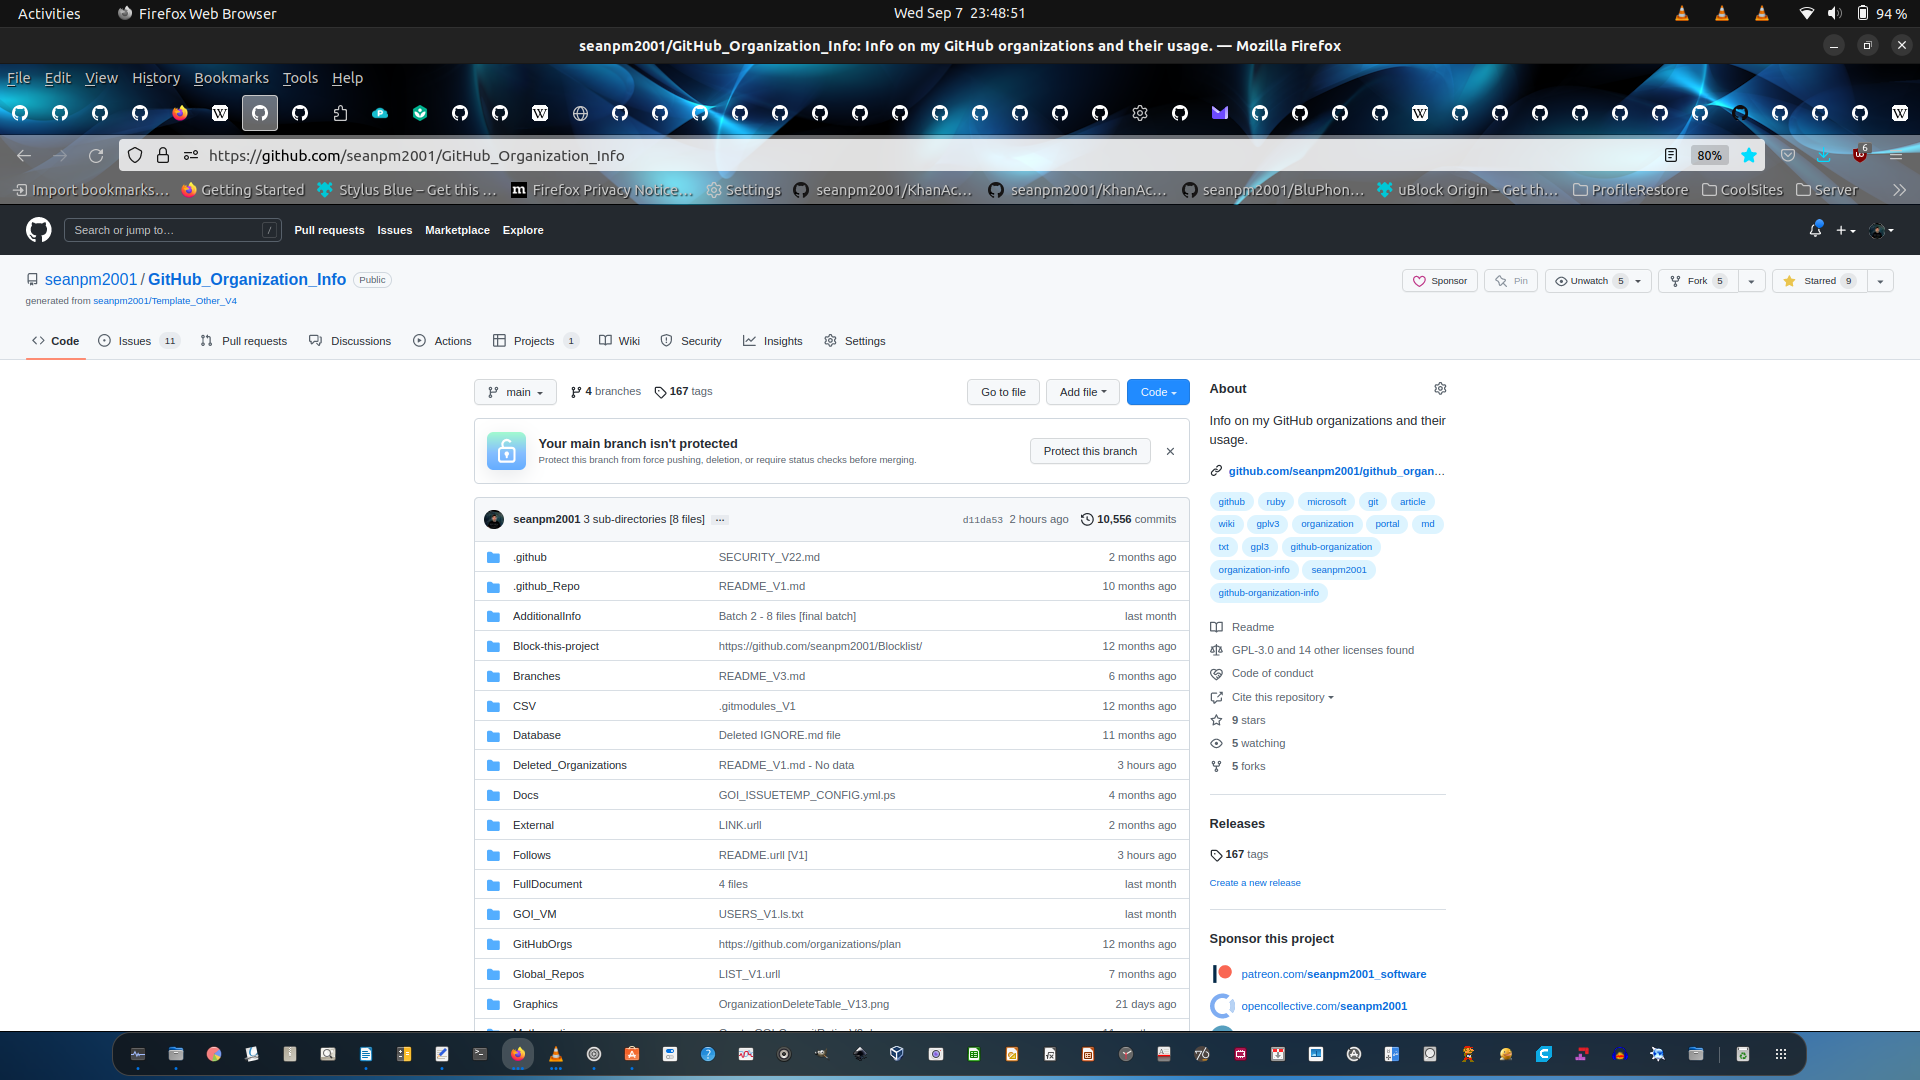 Activities Firefox Web Browser Wed Sep 7 23:48:51 94 %
seanpm2001/GitHub_Organization_Info: Info on my GitHub organizations and their usage. — Mozilla Firefox
File Edit View History Bookmarks Tools Help
https://github.com/seanpm2001/GitHub_Organization_Info 80% 6
Import bookmarks… Getting Started Stylus Blue – Get this … Firefox Privacy Notice… Settings seanpm2001/KhanAc… seanpm2001/KhanAc… seanpm2001/BluPhon… uBlock Origin – Get th… ProfileRestore CoolSites Server
Search or jump to… / Pull requests Issues Marketplace Explore
seanpm2001 / GitHub_Organization_Info Public Sponsor Pin Unwatch 5 Fork 5 Starred 9
generated from seanpm2001/Template_Other_V4
Code Issues 11 Pull requests Discussions Actions Projects 1 Wiki Security Insights Settings
main 4 branches 167 tags Go to file Add file Code
Your main branch isn't protected
Protect this branch from force pushing, deletion, or require status checks before merging.
Protect this branch
seanpm2001 3 sub-directories [8 files] … d11da53 2 hours ago 10,556 commits
.github SECURITY_V22.md 2 months ago
.github_Repo README_V1.md 10 months ago
AdditionalInfo Batch 2 - 8 files [final batch] last month
Block-this-project https://github.com/seanpm2001/Blocklist/ 12 months ago
Branches README_V3.md 6 months ago
CSV .gitmodules_V1 12 months ago
Database Deleted IGNORE.md file 11 months ago
Deleted_Organizations README_V1.md - No data 3 hours ago
Docs GOI_ISSUETEMP_CONFIG.yml.ps 4 months ago
External LINK.urll 2 months ago
Follows README.urll [V1] 3 hours ago
FullDocument 4 files last month
GOI_VM USERS_V1.ls.txt last month
GitHubOrgs https://github.com/organizations/plan 12 months ago
Global_Repos LIST_V1.urll 7 months ago
Graphics OrganizationDeleteTable_V13.png 21 days ago
About
Info on my GitHub organizations and their
usage.
github.com/seanpm2001/github_organ…
github ruby microsoft git article
wiki gplv3 organization portal md
txt gpl3 github-organization
organization-info seanpm2001
github-organization-info
Readme
GPL-3.0 and 14 other licenses found
Code of conduct
Cite this repository
9 stars
5 watching
5 forks
Releases
167 tags
Create a new release
Sponsor this project
patreon.com/seanpm2001_software
opencollective.com/seanpm2001